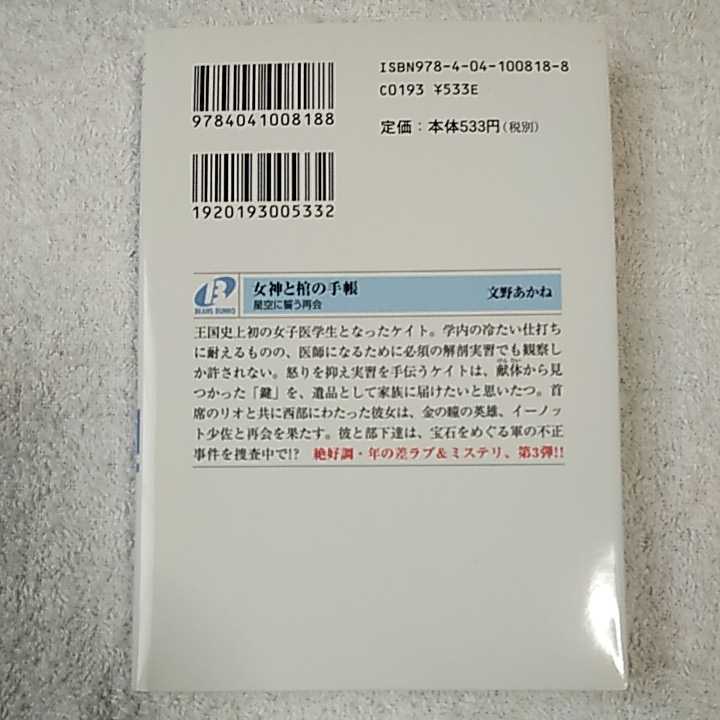 ISBN978-4-04-100818-8
C0193 ¥533E
定価：本体533円（税別）
9784041008188
1920193005332
B
BEANS BUNKO
女神と棺の手帳
星空に誓う再会
文野あかね
王国史上初の女子医学生となったケイト。学内の冷たい仕打ち
に耐えるものの、医師になるために必須の解剖実習でも観察し
か許されない。怒りを抑え実習を手伝うケイトは、献体から見
つかった「鍵」を、遺品として家族に届けたいと思いたつ。首
席のリオと共に西部にわたった彼女は、金の瞳の英雄、イーノッ
ト少佐と再会を果たす。彼と部下達は、宝石をめぐる軍の不正
事件を捜査中で!? 絶好調・年の差ラブ＆ミステリ、第3弾!!